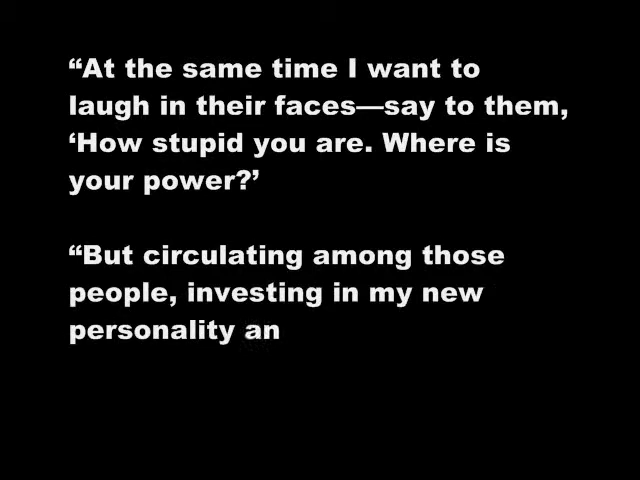 “At the same time I want to
laugh in their faces—say to them,
‘How stupid you are. Where is
your power?’
“But circulating among those
people, investing in my new
personality an